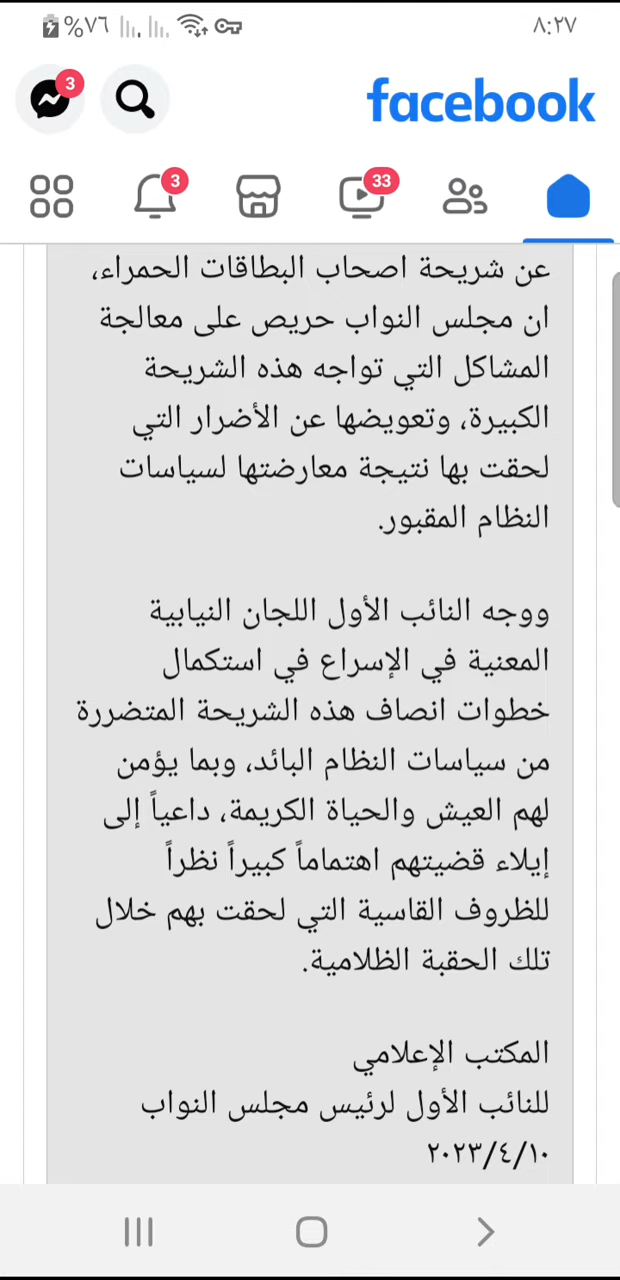 %٧٦
٨:٢٧
3
facebook
3
33
عن شريحة اصحاب البطاقات الحمراء،
ان مجلس النواب حريص على معالجة
المشاكل التي تواجه هذه الشريحة
الكبيرة، وتعويضها عن الأضرار التي
لحقت بها نتيجة معارضتها لسياسات
النظام المقبور.
ووجه النائب الأول اللجان النيابية
المعنية في الإسراع في استكمال
خطوات انصاف هذه الشريحة المتضررة
من سياسات النظام البائد، وبما يؤمن
لهم العيش والحياة الكريمة، داعياً إلى
إيلاء قضيتهم اهتماماً كبيراً نظراً
للظروف القاسية التي لحقت بهم خلال
تلك الحقبة الظلامية.
المكتب الإعلامي
للنائب الأول لرئيس مجلس النواب
٢٠٢٣/٤/١٠